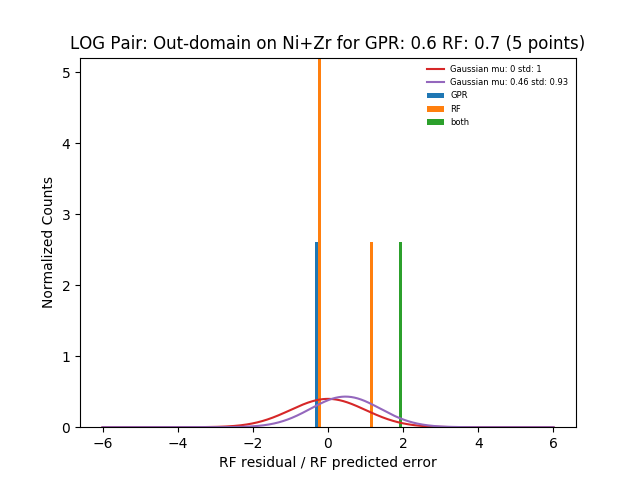 LOG Pair: Out-domain on Ni+Zr for GPR: 0.6 RF: 0.7 (5 points)
Gaussian mu: 0 std: 1
Gaussian mu: 0.46 std: 0.93
GPR
RF
both
Normalized Counts
5
4
3
2
1
0
−6 −4 −2 0 2 4 6
RF residual / RF predicted error